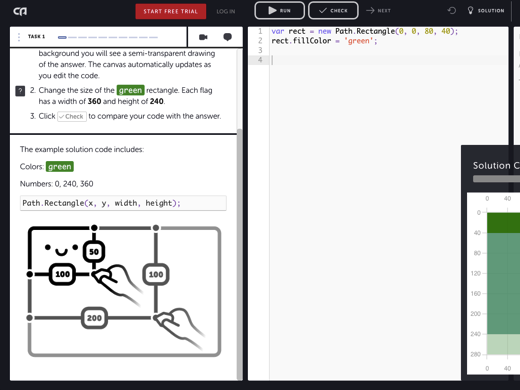 START FREE TRIAL
LOG IN
RUN
CHECK
NEXT
SOLUTION
TASK 1
background you will see a semi-transparent drawing
of the answer. The canvas automatically updates as
you edit the code.
?
2. Change the size of the green rectangle. Each flag
has a width of 360 and height of 240.
3. Click Check to compare your code with the answer.
The example solution code includes:
Colors: green
Numbers: 0, 240, 360
Path.Rectangle(x, y, width, height);
50
100
100
200
1 var rect = new Path.Rectangle(0, 0, 80, 40);
2 rect.fillColor = 'green';
3
4
Solution C
0 40
0
40
80
120
160
200
240
280
0 40